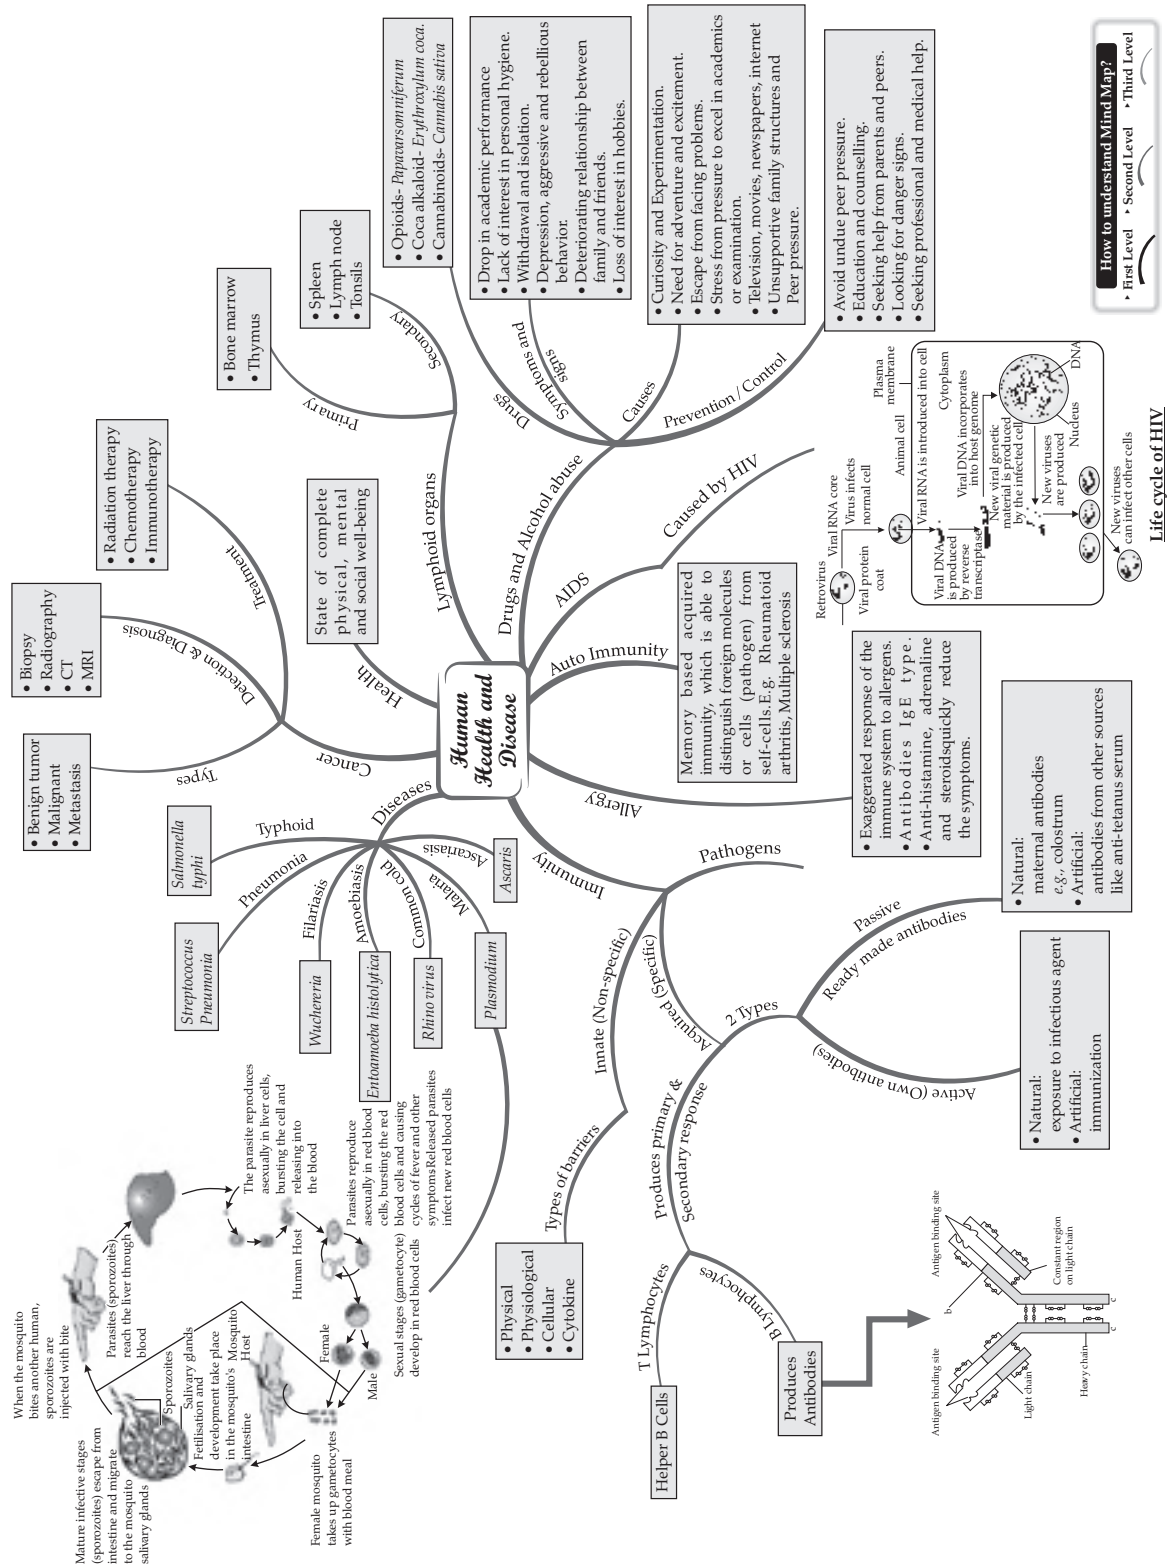 Human
Health and
Disease
Health
State of complete
physical, mental
and social well-being
Lymphoid organs
Primary
• Bone marrow
• Thymus
Secondary
• Spleen
• Lymph node
• Tonsils
Drugs and Alcohol abuse
Drugs
• Opioids- Papavarsomniferum
• Coca alkaloid- Erythroxylum coca.
• Cannabinoids- Cannabis sativa
Symptoms and
signs
• Drop in academic performance
• Lack of interest in personal hygiene.
• Withdrawal and isolation.
• Depression, aggressive and rebellious
behavior.
• Deteriorating relationship between
family and friends.
• Loss of interest in hobbies.
Causes
• Curiosity and Experimentation.
• Need for adventure and excitement.
• Escape from facing problems.
• Stress from pressure to excel in academics
or examination.
• Television, movies, newspapers, internet
• Unsupportive family structures and
Peer pressure.
Prevention / Control
• Avoid undue peer pressure.
• Education and counselling.
• Seeking help from parents and peers.
• Looking for danger signs.
• Seeking professional and medical help.
AIDS
Caused by HIV
Retrovirus
Viral RNA core
Viral protein
coat
Virus infects
normal cell
Animal cell
Plasma
membrane
Viral RNA is introduced into cell
Cytoplasm
Viral DNA
is produced
by reverse
transcriptase
Viral DNA incorporates
into host genome
New viral genetic
material is produced
by the infected cell
DNA
Nucleus
New viruses
are produced
New viruses
can infect other cells
Life cycle of HIV
Auto Immunity
Memory based acquired
immunity, which is able to
distinguish foreign molecules
or cells (pathogen) from
self-cells.E.g. Rheumatoid
arthritis, Multiple sclerosis
Allergy
• Exaggerated response of the
immune system to allergens.
• Antibodies IgE type.
• Anti-histamine, adrenaline
and steroidsquickly reduce
the symptoms.
Immunity
Pathogens
Innate (Non-specific)
Types of barriers
• Physical
• Physiological
• Cellular
• Cytokine
Acquired (Specific)
2 Types
Passive
Ready made antibodies
• Natural:
maternal antibodies
e.g., colostrum
• Artificial:
antibodies from other sources
like anti-tetanus serum
Active (Own antibodies)
• Natural:
exposure to infectious agent
• Artificial:
immunization
Produces primary &
Secondary response
T Lymphocytes
Helper B Cells
B Lymphocytes
Produces
Antibodies
Antigen binding site
Antigen binding site
b
Light chain
Heavy chain
Constant region
on light chain
c
c
Diseases
Typhoid
Salmonella
typhi
Pneumonia
Streptococcus
Pneumonia
Filariasis
Wuchereria
Amoebiasis
Entoamoeba histolytica
Common cold
Rhino virus
Malaria
Plasmodium
Ascariasis
Ascaris
When the mosquito
bites another human,
sporozoites are
injected with bite
Parasites (sporozoites)
reach the liver through
blood
The parasite reproduces
asexually in liver cells,
bursting the cell and
releasing into
the blood
Human Host
Parasites reproduce
asexually in red blood
cells, bursting the red
blood cells and causing
cycles of fever and other
symptomsReleased parasites
infect new red blood cells
Sexual stages (gametocyte)
develop in red blood cells
Female
Male
Mosquito
Host
Female mosquito
takes up gametocytes
with blood meal
Fetilisation and
development take place
in the mosquito's
intestine
Salivary glands
Sporozoites
Mature infective stages
(sporozoites) escape from
intestine and migrate
to the mosquito
salivary glands
Cancer
Types
• Benign tumor
• Malignant
• Metastasis
Detection & Diagnosis
• Biopsy
• Radiography
• CT
• MRI
Treatment
• Radiation therapy
• Chemotherapy
• Immunotherapy
How to understand Mind Map?
First Level
Second Level
Third Level